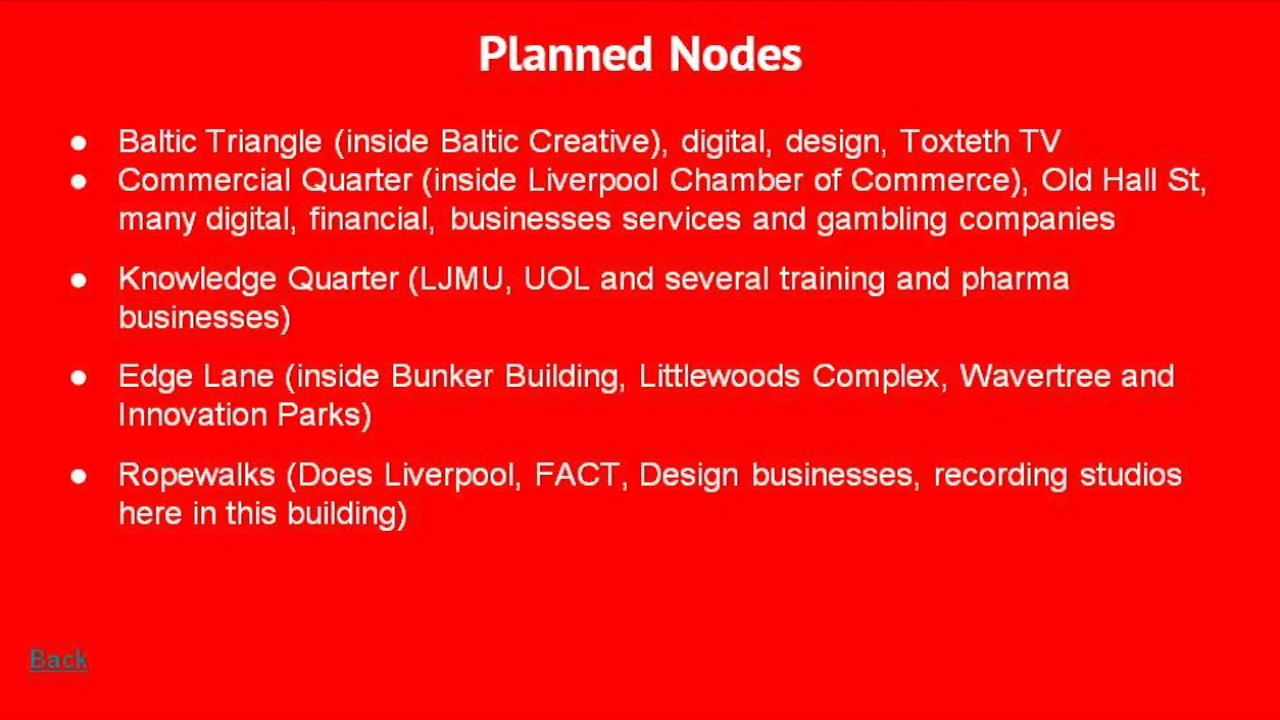 Planned Nodes
● Baltic Triangle (inside Baltic Creative), digital, design, Toxteth TV
● Commercial Quarter (inside Liverpool Chamber of Commerce), Old Hall St,
many digital, financial, businesses services and gambling companies
● Knowledge Quarter (LJMU, UOL and several training and pharma
businesses)
● Edge Lane (inside Bunker Building, Littlewoods Complex, Wavertree and
Innovation Parks)
● Ropewalks (Does Liverpool, FACT, Design businesses, recording studios
here in this building)
Back